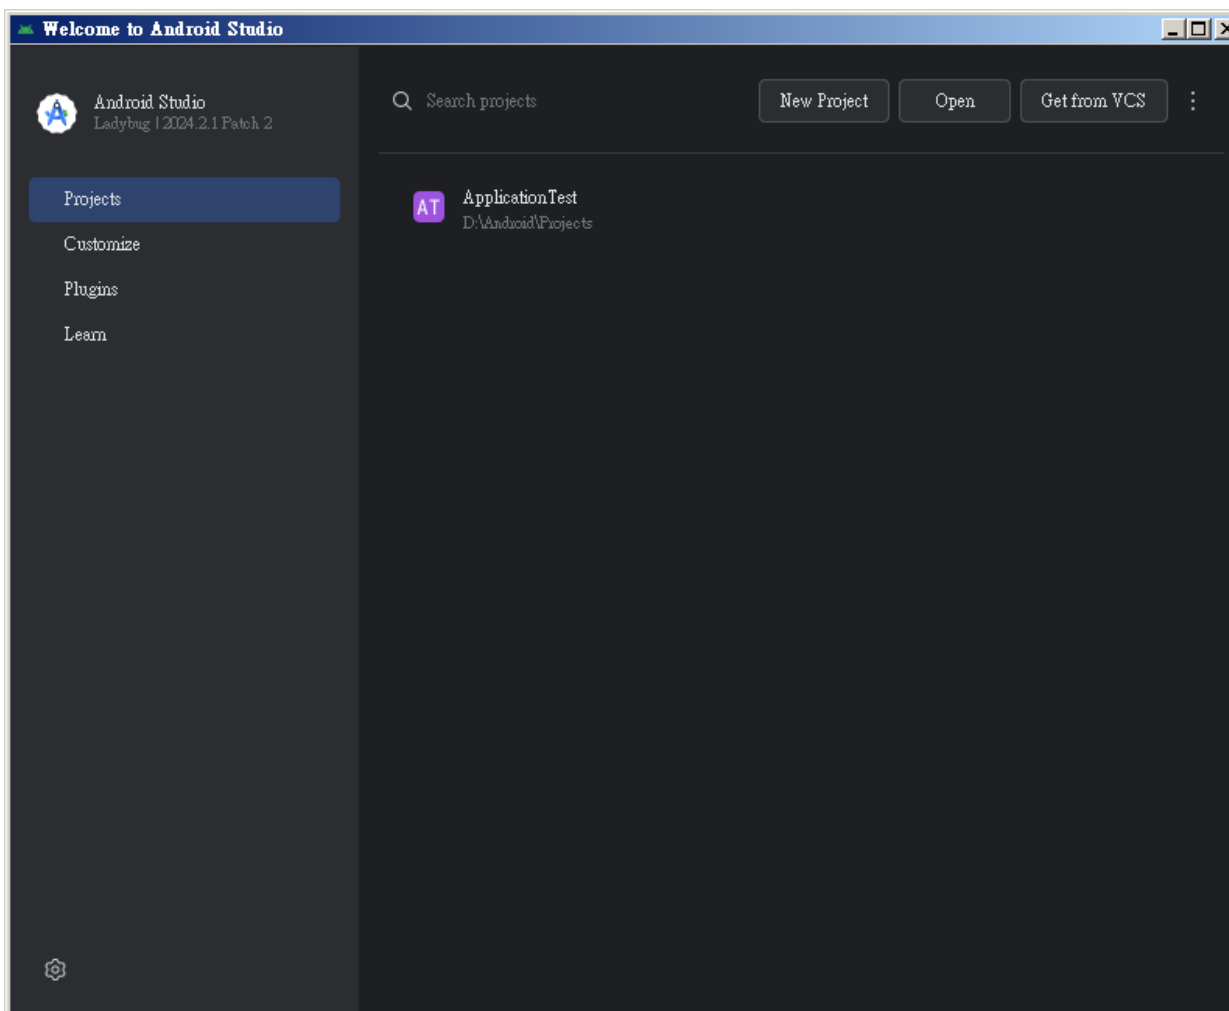 Welcome to Android Studio
Android Studio
Ladybug | 2024.2.1 Patch 2
Search projects
New Project
Open
Get from VCS
Projects
Customize
Plugins
Learn
AT
ApplicationTest
D:\Android\Projects